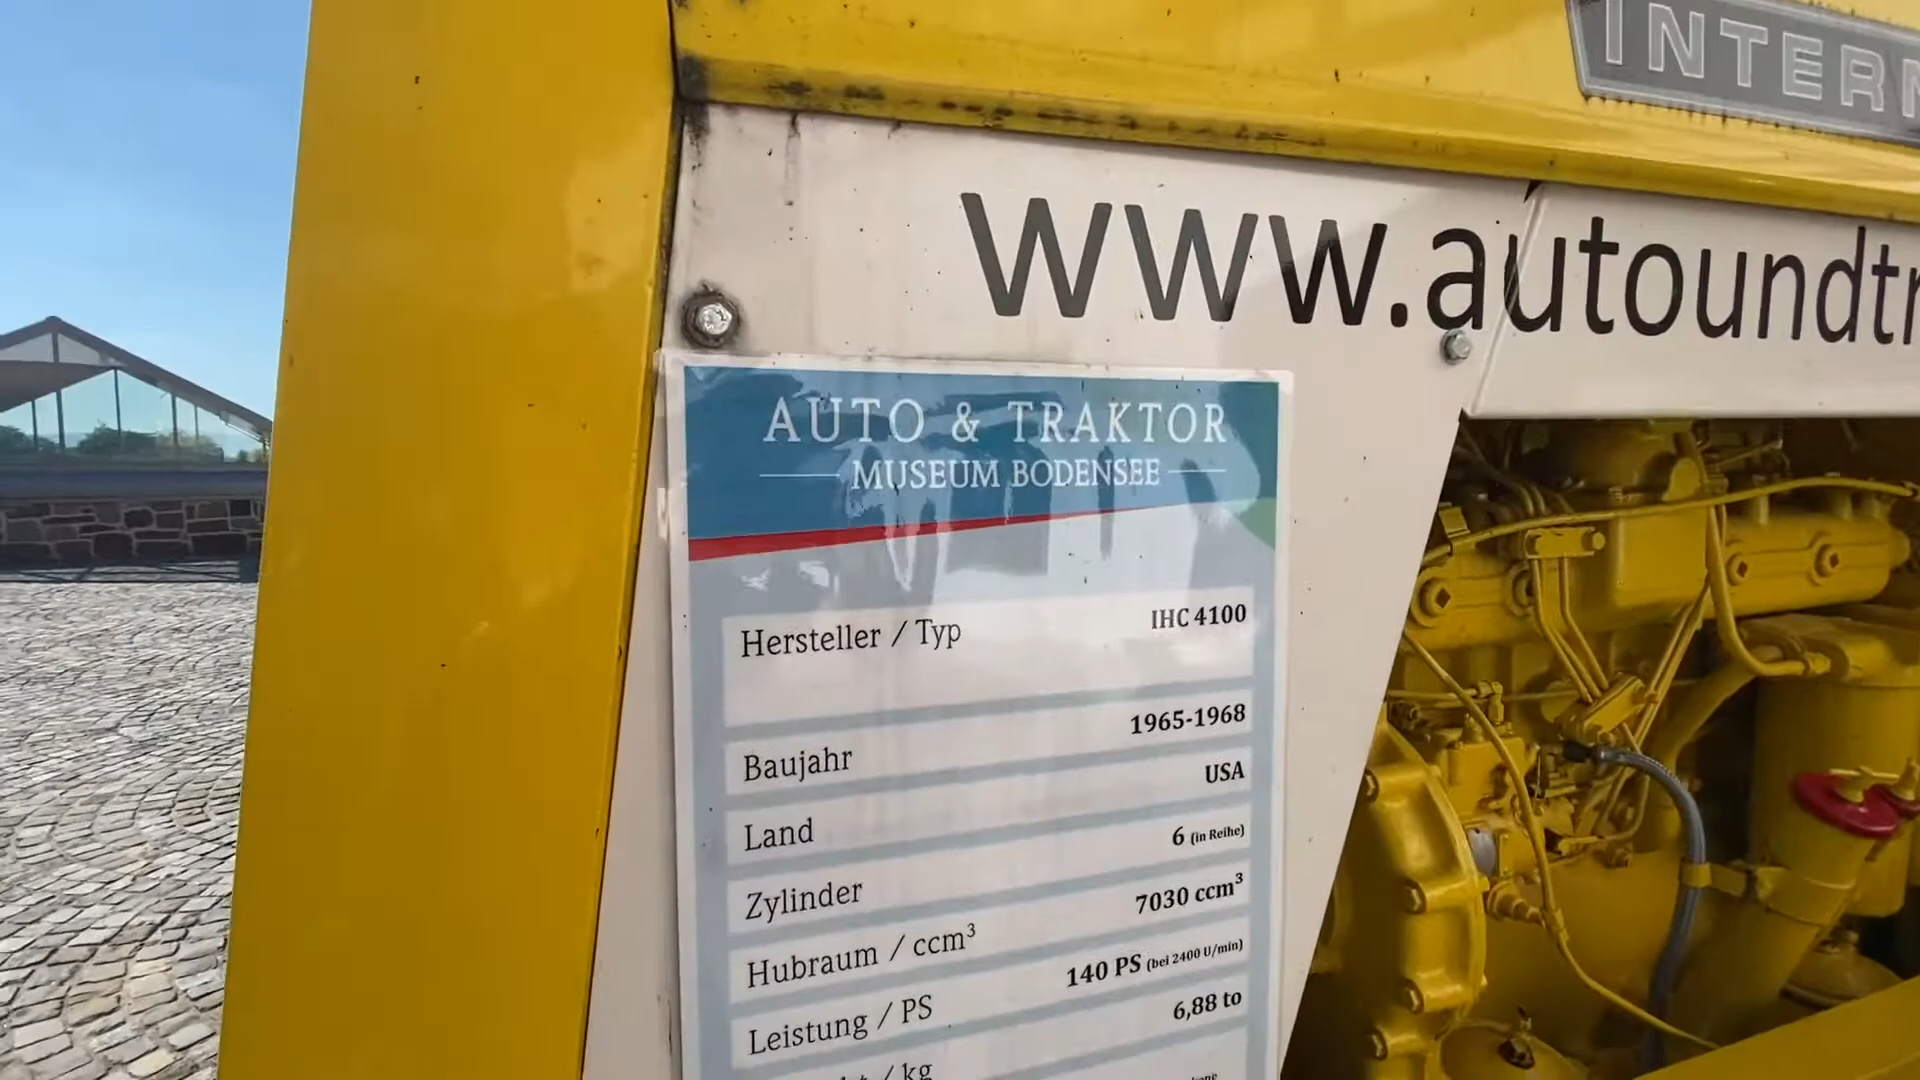 INTERN
www.autoundtr
AUTO & TRAKTOR
MUSEUM BODENSEE
Hersteller / Typ IHC 4100
Baujahr 1965-1968
Land USA
Zylinder 6 (in Reihe)
Hubraum / ccm³ 7030 ccm³
Leistung / PS 140 PS (bei 2400 U/min)
/ kg 6,88 to